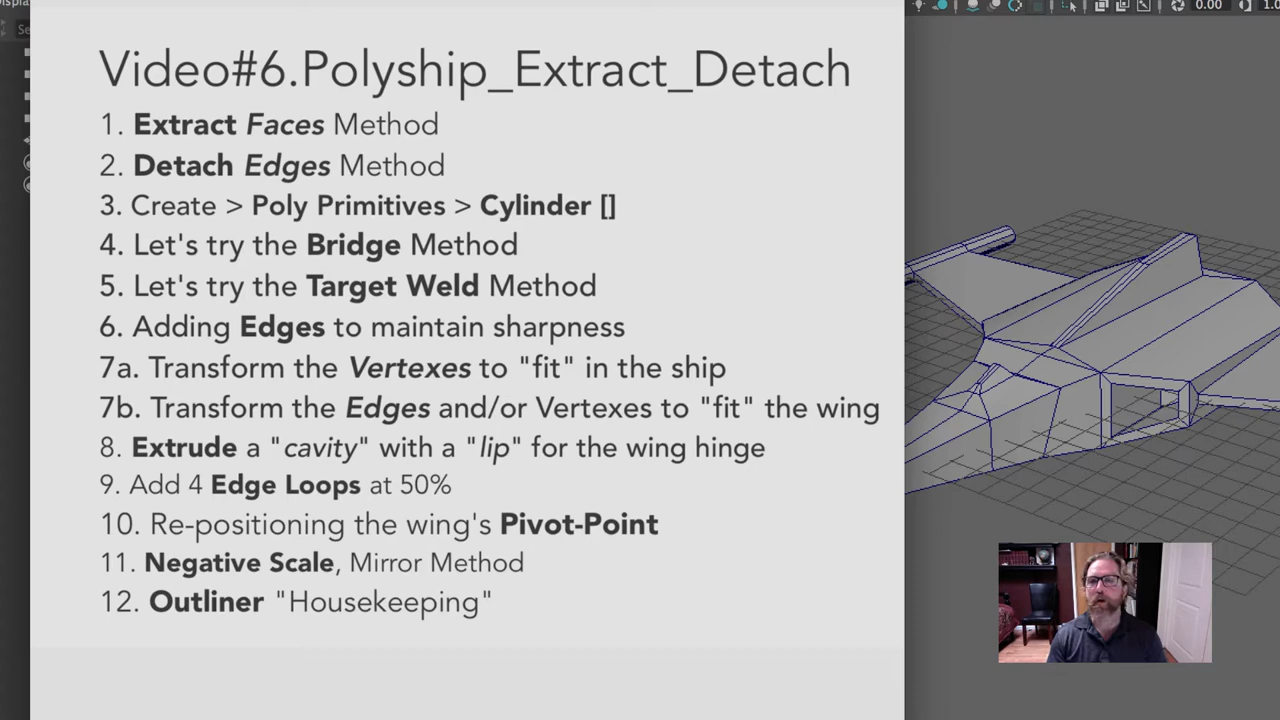 Video#6.Polyship_Extract_Detach
1. Extract Faces Method
2. Detach Edges Method
3. Create > Poly Primitives > Cylinder []
4. Let's try the Bridge Method
5. Let's try the Target Weld Method
6. Adding Edges to maintain sharpness
7a. Transform the Vertexes to "fit" in the ship
7b. Transform the Edges and/or Vertexes to "fit" the wing
8. Extrude a "cavity" with a "lip" for the wing hinge
9. Add 4 Edge Loops at 50%
10. Re-positioning the wing's Pivot-Point
11. Negative Scale, Mirror Method
12. Outliner "Housekeeping"
0.00